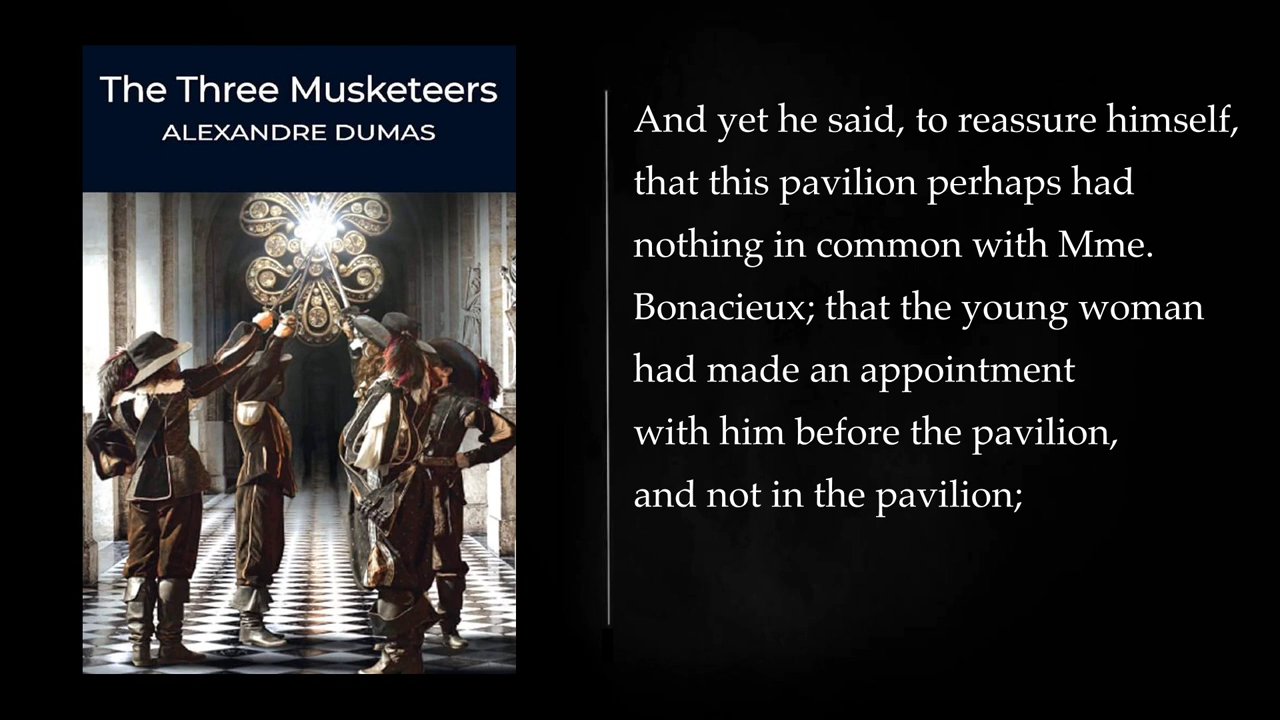 The Three Musketeers
ALEXANDRE DUMAS
And yet he said, to reassure himself,
that this pavilion perhaps had
nothing in common with Mme.
Bonacieux; that the young woman
had made an appointment
with him before the pavilion,
and not in the pavilion;